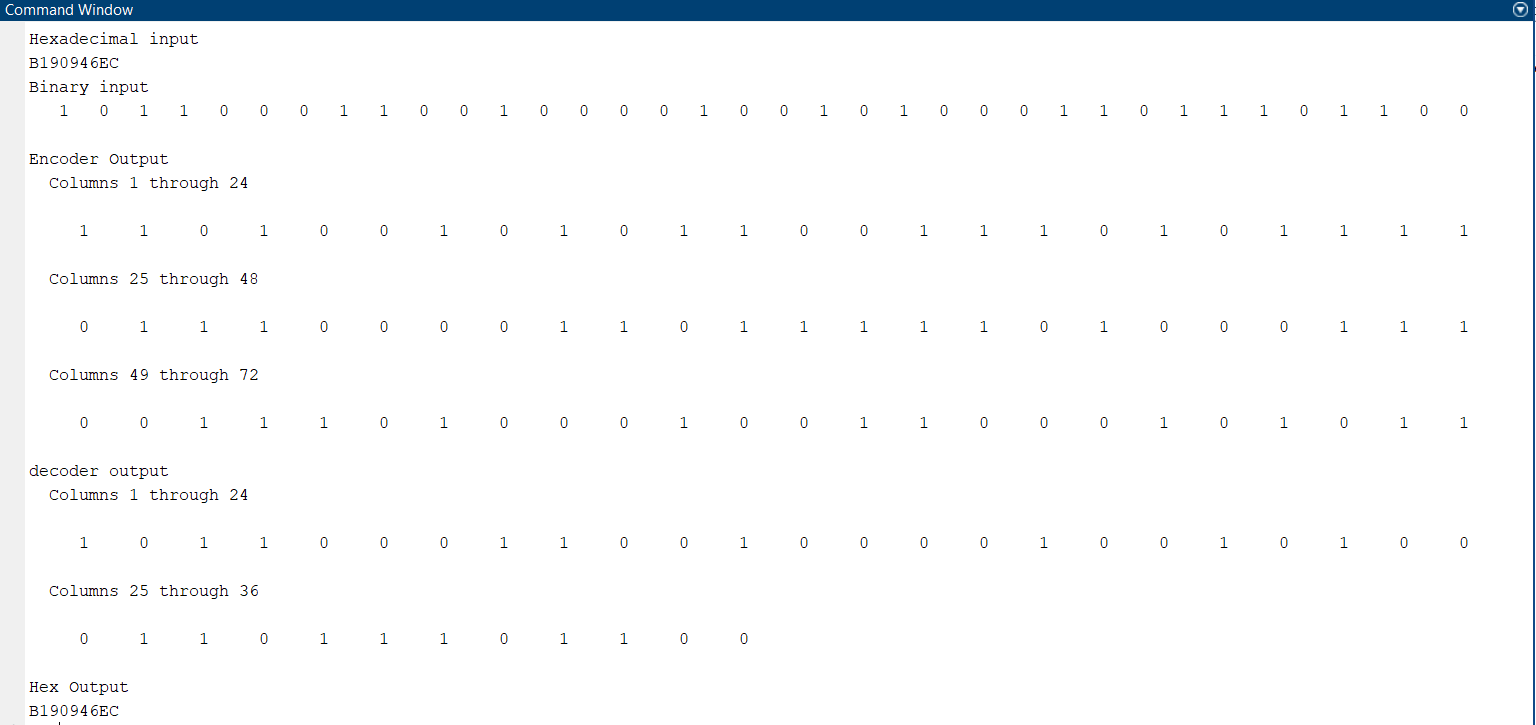 Command Window
Hexadecimal input
B190946EC
Binary input
1 0 1 1 0 0 0 1 1 0 0 1 0 0 0 0 1 0 0 1 0 1 0 0 0 1 1 0 1 1 1 0 1 1 0 0
Encoder Output
Columns 1 through 24
1 1 0 1 0 0 1 0 1 0 1 1 0 0 1 1 1 0 1 0 1 1 1 1
Columns 25 through 48
0 1 1 1 0 0 0 0 1 1 0 1 1 1 1 1 0 1 0 0 0 1 1 1
Columns 49 through 72
0 0 1 1 1 0 1 0 0 0 1 0 0 1 1 0 0 0 1 0 1 0 1 1
decoder output
Columns 1 through 24
1 0 1 1 0 0 0 1 1 0 0 1 0 0 0 0 1 0 0 1 0 1 0 0
Columns 25 through 36
0 1 1 0 1 1 1 0 1 1 0 0
Hex Output
B190946EC